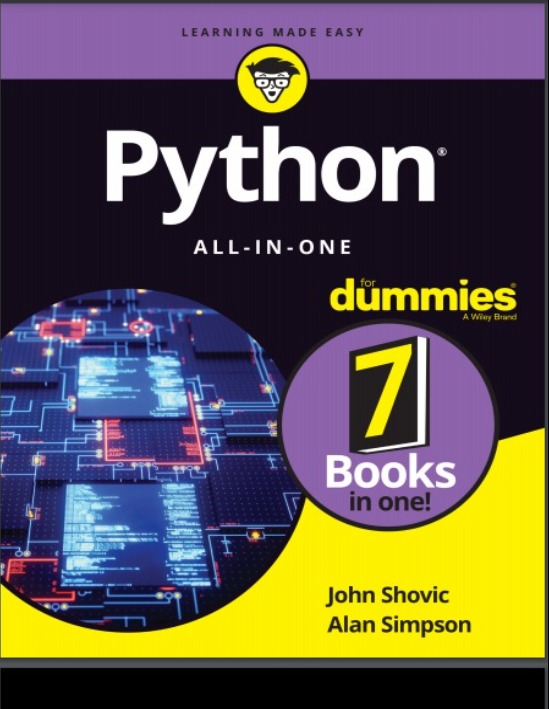 LEARNING MADE EASY
Python®
ALL-IN-ONE
for
dummies®
A Wiley Brand
7
Books
in one!
John Shovic
Alan Simpson